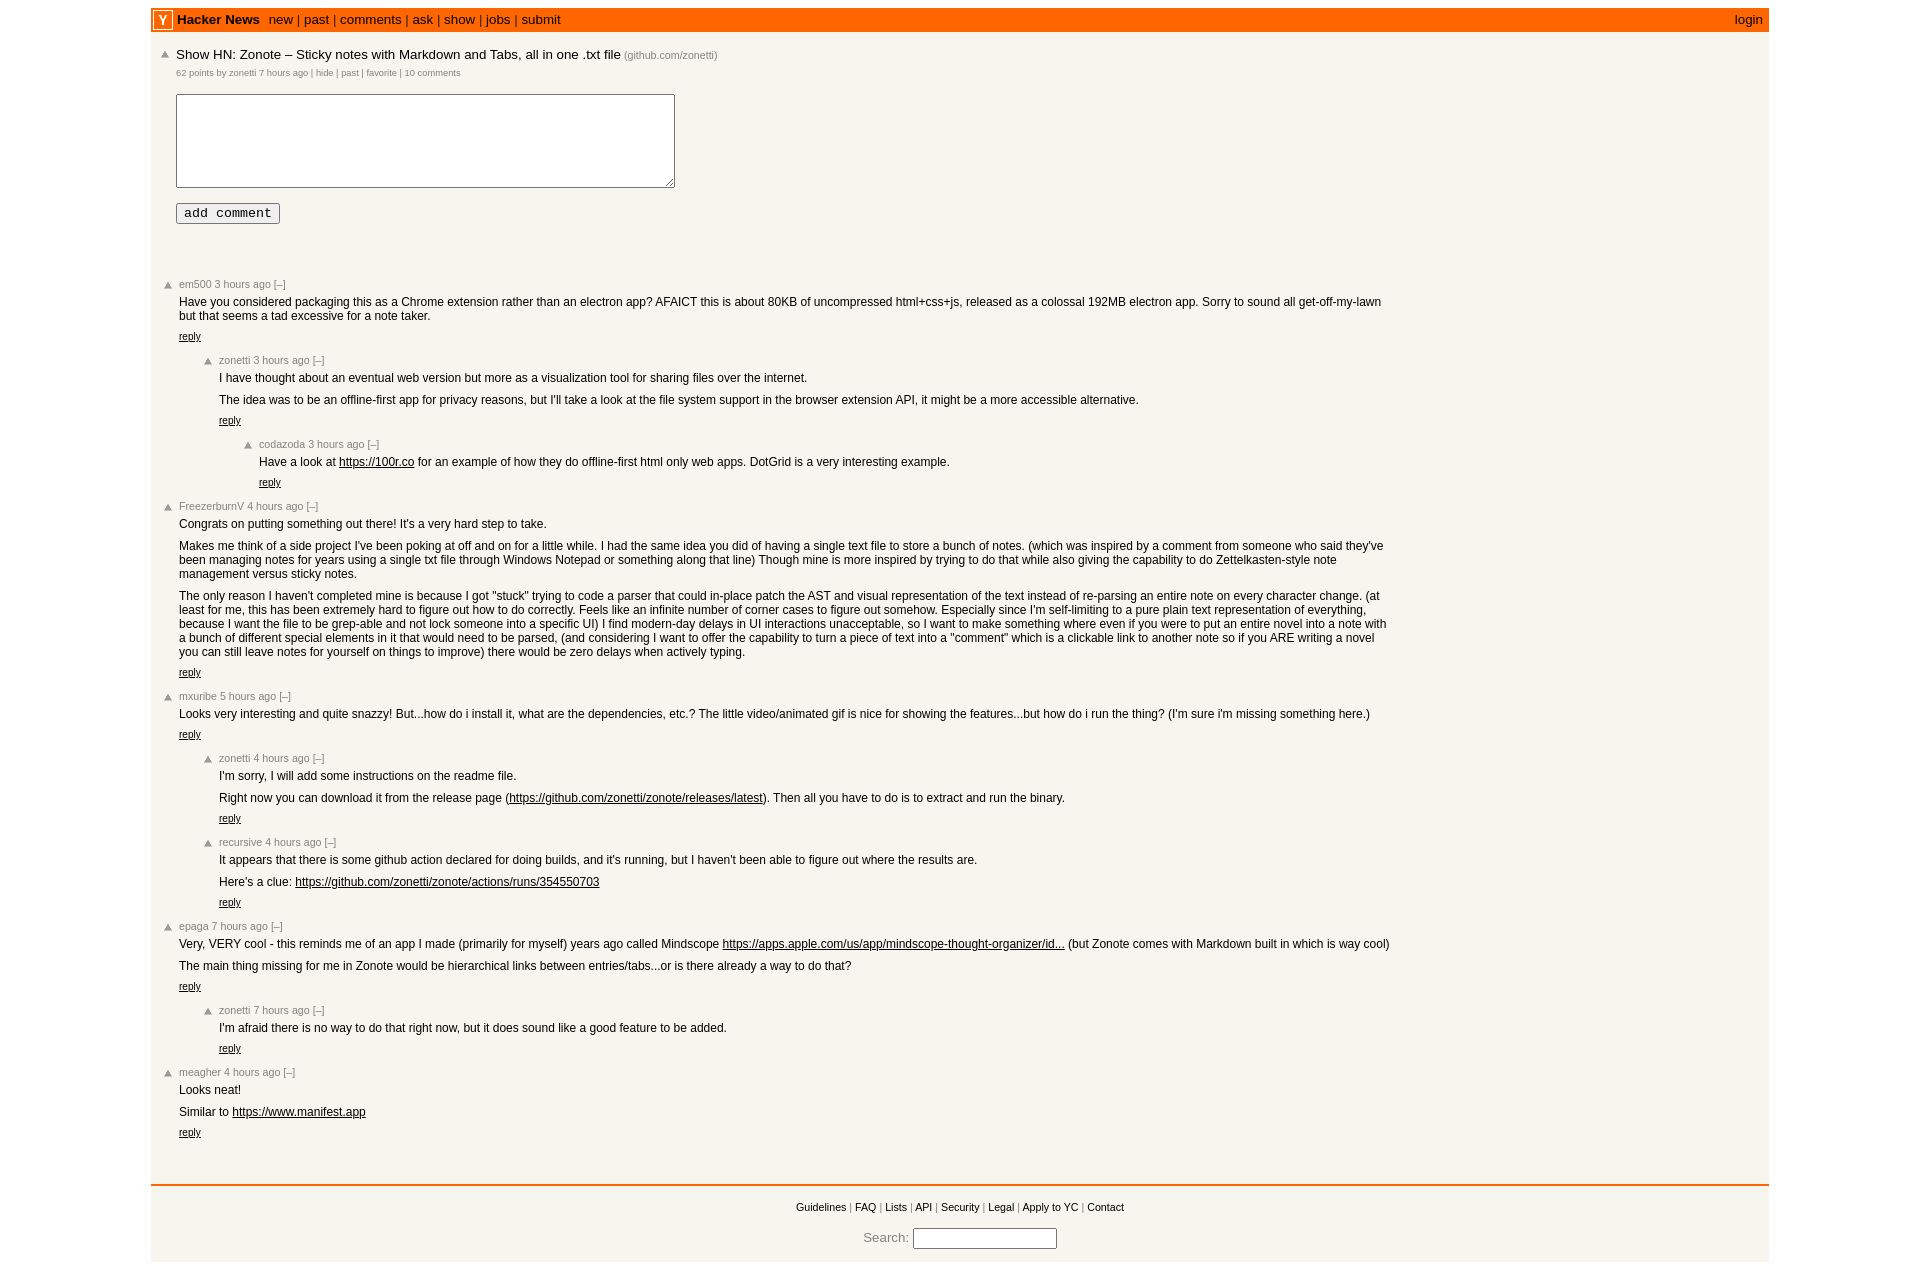 Y Hacker News new | past | comments | ask | show | jobs | submit login
Show HN: Zonote – Sticky notes with Markdown and Tabs, all in one .txt file (github.com/zonetti)
62 points by zonetti 7 hours ago | hide | past | favorite | 10 comments
add comment
em500 3 hours ago [–]
Have you considered packaging this as a Chrome extension rather than an electron app? AFAICT this is about 80KB of uncompressed html+css+js, released as a colossal 192MB electron app. Sorry to sound all get-off-my-lawn
but that seems a tad excessive for a note taker.
reply
zonetti 3 hours ago [–]
I have thought about an eventual web version but more as a visualization tool for sharing files over the internet.
The idea was to be an offline-first app for privacy reasons, but I'll take a look at the file system support in the browser extension API, it might be a more accessible alternative.
reply
codazoda 3 hours ago [–]
Have a look at https://100r.co for an example of how they do offline-first html only web apps. DotGrid is a very interesting example.
reply
FreezerburnV 4 hours ago [–]
Congrats on putting something out there! It's a very hard step to take.
Makes me think of a side project I've been poking at off and on for a little while. I had the same idea you did of having a single text file to store a bunch of notes. (which was inspired by a comment from someone who said they've
been managing notes for years using a single txt file through Windows Notepad or something along that line) Though mine is more inspired by trying to do that while also giving the capability to do Zettelkasten-style note
management versus sticky notes.
The only reason I haven't completed mine is because I got "stuck" trying to code a parser that could in-place patch the AST and visual representation of the text instead of re-parsing an entire note on every character change. (at
least for me, this has been extremely hard to figure out how to do correctly. Feels like an infinite number of corner cases to figure out somehow. Especially since I'm self-limiting to a pure plain text representation of everything,
because I want the file to be grep-able and not lock someone into a specific UI) I find modern-day delays in UI interactions unacceptable, so I want to make something where even if you were to put an entire novel into a note with
a bunch of different special elements in it that would need to be parsed, (and considering I want to offer the capability to turn a piece of text into a "comment" which is a clickable link to another note so if you ARE writing a novel
you can still leave notes for yourself on things to improve) there would be zero delays when actively typing.
reply
mxuribe 5 hours ago [–]
Looks very interesting and quite snazzy! But...how do i install it, what are the dependencies, etc.? The little video/animated gif is nice for showing the features...but how do i run the thing? (I'm sure i'm missing something here.)
reply
zonetti 4 hours ago [–]
I'm sorry, I will add some instructions on the readme file.
Right now you can download it from the release page (https://github.com/zonetti/zonote/releases/latest). Then all you have to do is to extract and run the binary.
reply
recursive 4 hours ago [–]
It appears that there is some github action declared for doing builds, and it's running, but I haven't been able to figure out where the results are.
Here's a clue: https://github.com/zonetti/zonote/actions/runs/354550703
reply
epaga 7 hours ago [–]
Very, VERY cool - this reminds me of an app I made (primarily for myself) years ago called Mindscope https://apps.apple.com/us/app/mindscope-thought-organizer/id... (but Zonote comes with Markdown built in which is way cool)
The main thing missing for me in Zonote would be hierarchical links between entries/tabs...or is there already a way to do that?
reply
zonetti 7 hours ago [–]
I'm afraid there is no way to do that right now, but it does sound like a good feature to be added.
reply
meagher 4 hours ago [–]
Looks neat!
Similar to https://www.manifest.app
reply
Guidelines | FAQ | Lists | API | Security | Legal | Apply to YC | Contact
Search: